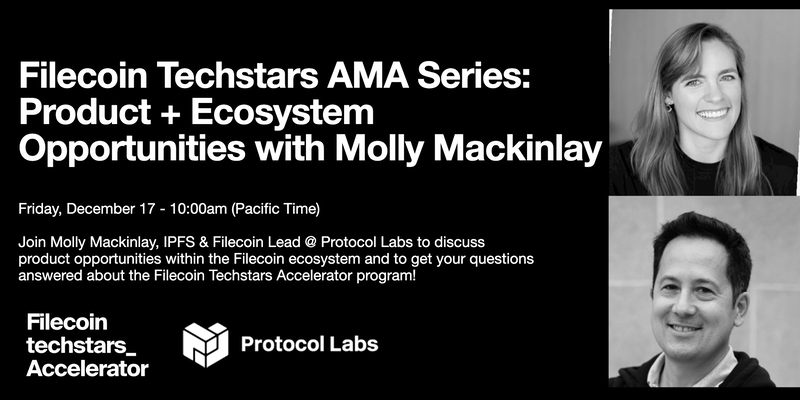 Filecoin Techstars AMA Series:
Product + Ecosystem
Opportunities with Molly Mackinlay
Friday, December 17 - 10:00am (Pacific Time)
Join Molly Mackinlay, IPFS & Filecoin Lead @ Protocol Labs to discuss
product opportunities within the Filecoin ecosystem and to get your questions
answered about the Filecoin Techstars Accelerator program!
Filecoin
techstars_
Accelerator
Protocol Labs